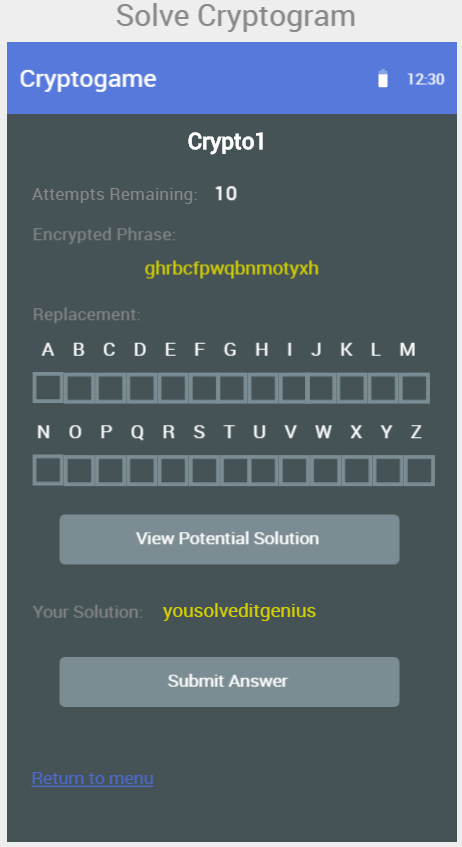 Solve Cryptogram
Cryptogame 12:30
Crypto1
Attempts Remaining: 10
Encrypted Phrase:
ghrbcfpwqbnmotyxh
Replacement:
A B C D E F G H I J K L M
N O P Q R S T U V W X Y Z
View Potential Solution
Your Solution: yousolveditgenius
Submit Answer
Return to menu